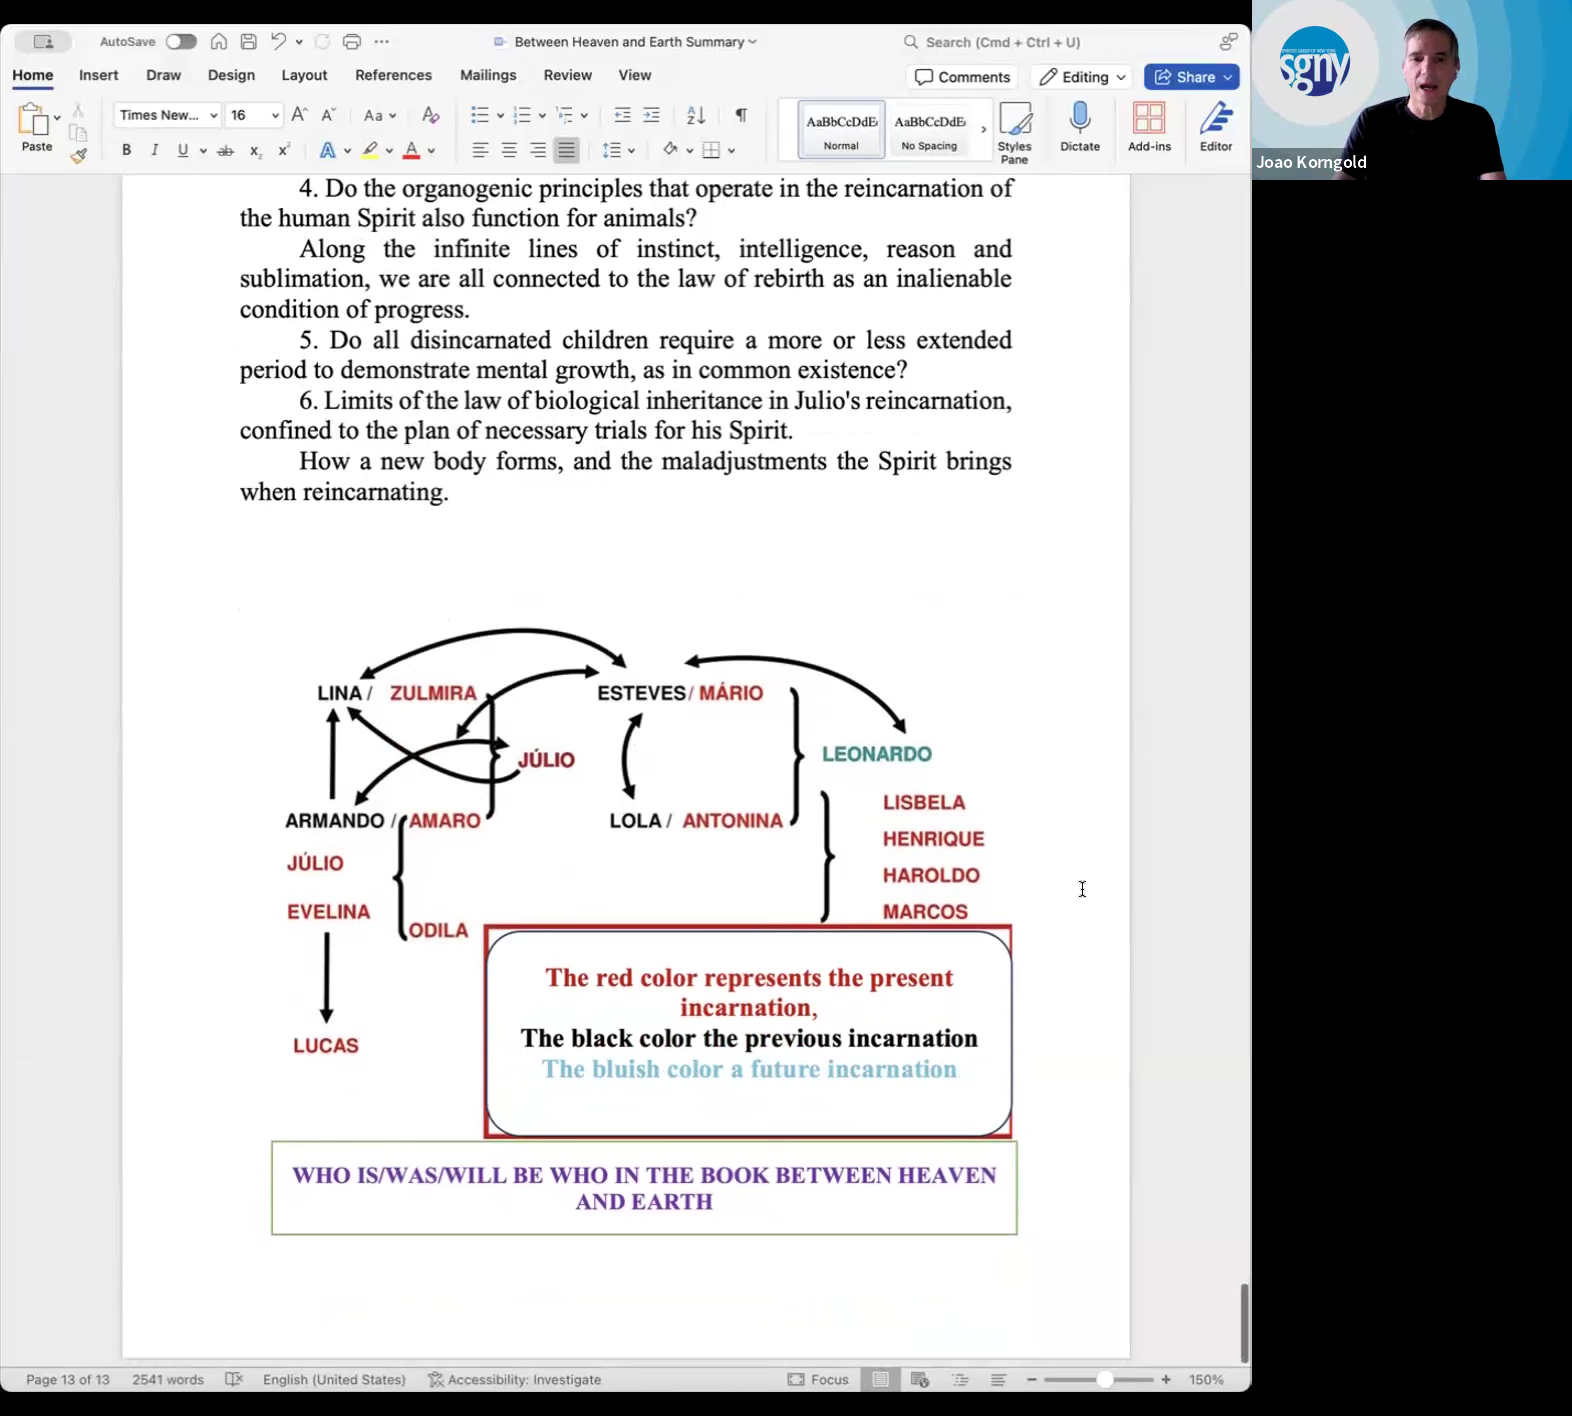 AutoSave
Between Heaven and Earth Summary
Search (Cmd + Ctrl + U)
Home Insert Draw Design Layout References Mailings Review View
Comments Editing Share
Paste
Times New... 16 Aa
AaBbCcDdE AaBbCcDdE
Normal No Spacing
Styles Pane
Dictate
Add-ins
Editor
sgny
Joao Korngold
4. Do the organogenic principles that operate in the reincarnation of
the human Spirit also function for animals?
Along the infinite lines of instinct, intelligence, reason and
sublimation, we are all connected to the law of rebirth as an inalienable
condition of progress.
5. Do all disincarnated children require a more or less extended
period to demonstrate mental growth, as in common existence?
6. Limits of the law of biological inheritance in Julio's reincarnation,
confined to the plan of necessary trials for his Spirit.
How a new body forms, and the maladjustments the Spirit brings
when reincarnating.
LINA / ZULMIRA
ESTEVES/ MÁRIO
JÚLIO
LEONARDO
ARMANDO / AMARO
LOLA / ANTONINA
LISBELA
HENRIQUE
HAROLDO
MARCOS
JÚLIO
EVELINA
ODILA
LUCAS
The red color represents the present
incarnation,
The black color the previous incarnation
The bluish color a future incarnation
WHO IS/WAS/WILL BE WHO IN THE BOOK BETWEEN HEAVEN
AND EARTH
Page 13 of 13 2541 words English (United States) Accessibility: Investigate Focus 150%